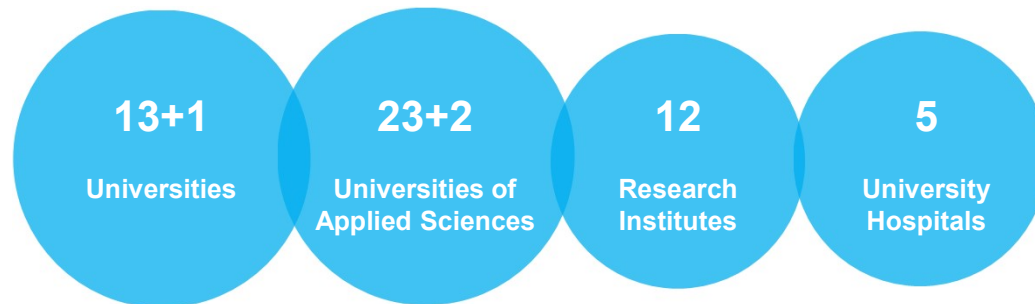 13+1
Universities
23+2
Universities of
Applied Sciences
12
Research
Institutes
5
University
Hospitals